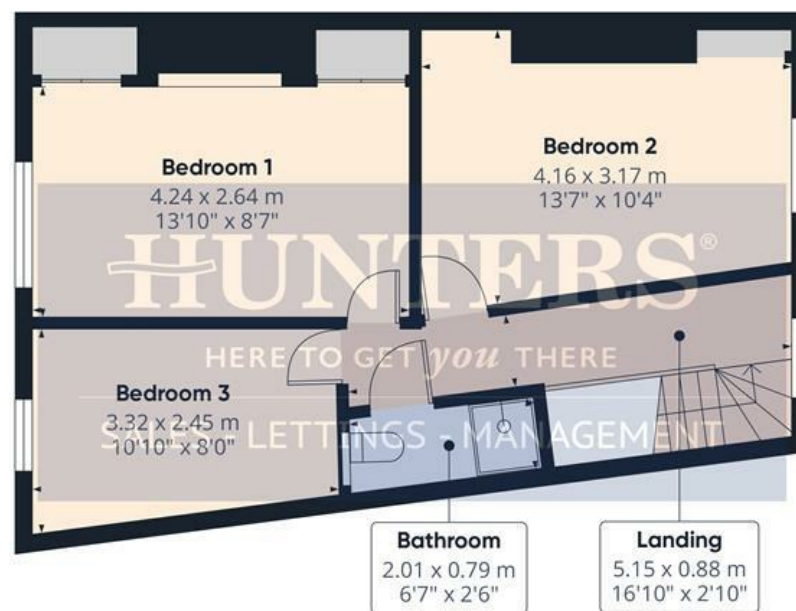 Bedroom 1
4.24 x 2.64 m
13'10" x 8'7"
Bedroom 2
4.16 x 3.17 m
13'7" x 10'4"
HUNTERS®
HERE TO GET you THERE
SALES - LETTINGS - MANAGEMENT
Bedroom 3
3.32 x 2.45 m
10'10" x 8'0"
Bathroom
2.01 x 0.79 m
6'7" x 2'6"
Landing
5.15 x 0.88 m
16'10" x 2'10"